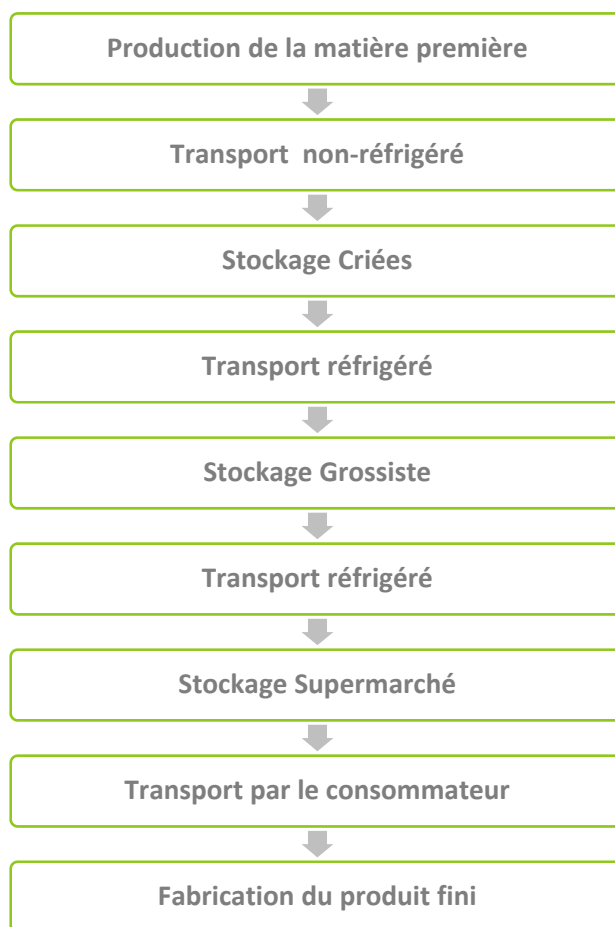 Production de la matière première
Transport non-réfrigéré
Stockage Criées
Transport réfrigéré
Stockage Grossiste
Transport réfrigéré
Stockage Supermarché
Transport par le consommateur
Fabrication du produit fini